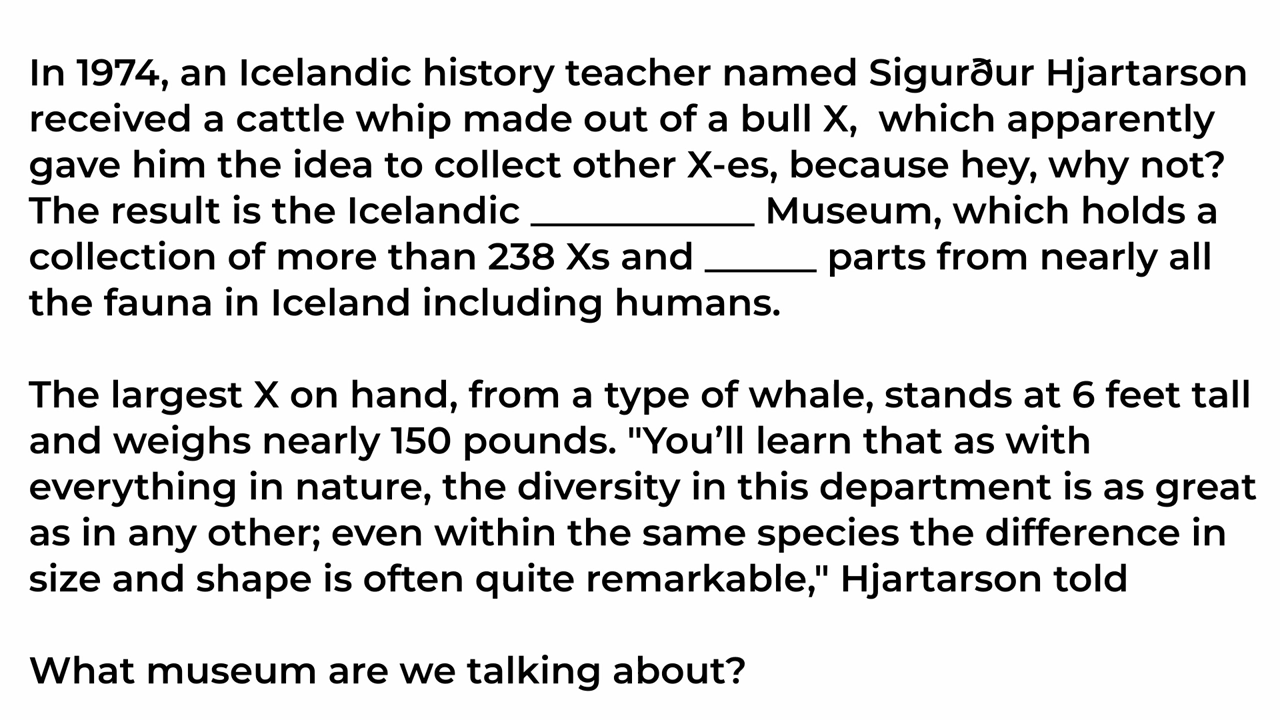 In 1974, an Icelandic history teacher named Sigurður Hjartarson
received a cattle whip made out of a bull X,  which apparently
gave him the idea to collect other X-es, because hey, why not?
The result is the Icelandic ____________ Museum, which holds a
collection of more than 238 Xs and ______ parts from nearly all
the fauna in Iceland including humans.
The largest X on hand, from a type of whale, stands at 6 feet tall
and weighs nearly 150 pounds. "You’ll learn that as with
everything in nature, the diversity in this department is as great
as in any other; even within the same species the difference in
size and shape is often quite remarkable," Hjartarson told
What museum are we talking about?